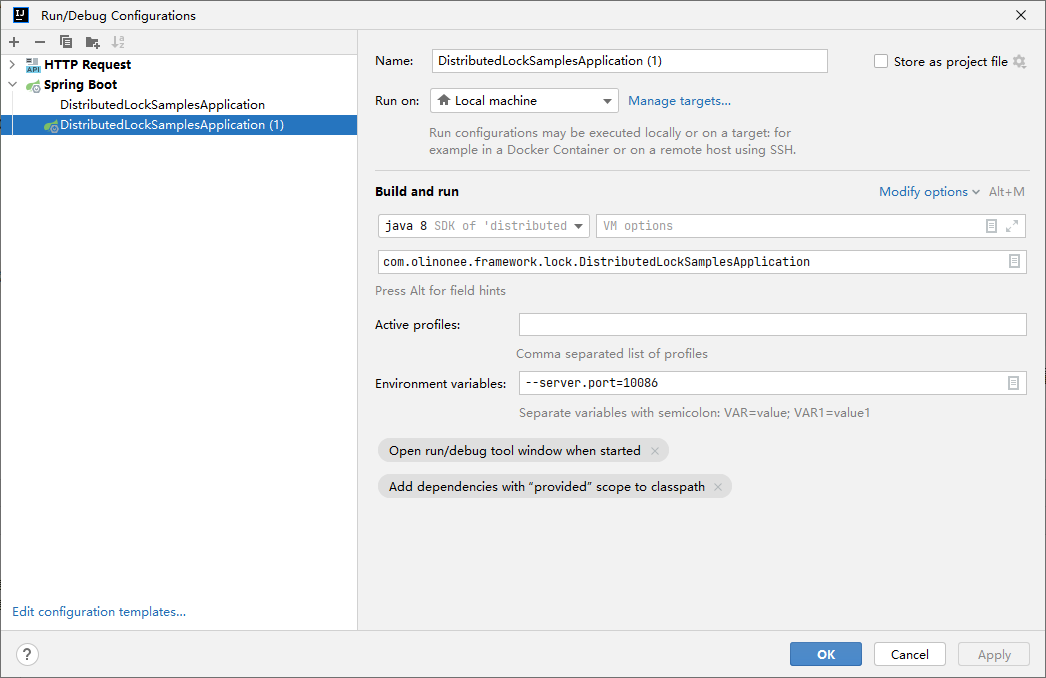 Run/Debug Configurations
HTTP Request
Spring Boot
DistributedLockSamplesApplication
DistributedLockSamplesApplication (1)
Edit configuration templates...
Name: DistributedLockSamplesApplication (1) Store as project file
Run on: Local machine Manage targets...
Run configurations may be executed locally or on a target: for
example in a Docker Container or on a remote host using SSH.
Build and run Modify options Alt+M
java 8 SDK of 'distributed VM options
com.olinonee.framework.lock.DistributedLockSamplesApplication
Press Alt for field hints
Active profiles:
Comma separated list of profiles
Environment variables: --server.port=10086
Separate variables with semicolon: VAR=value; VAR1=value1
Open run/debug tool window when started
Add dependencies with “provided” scope to classpath
? OK Cancel Apply